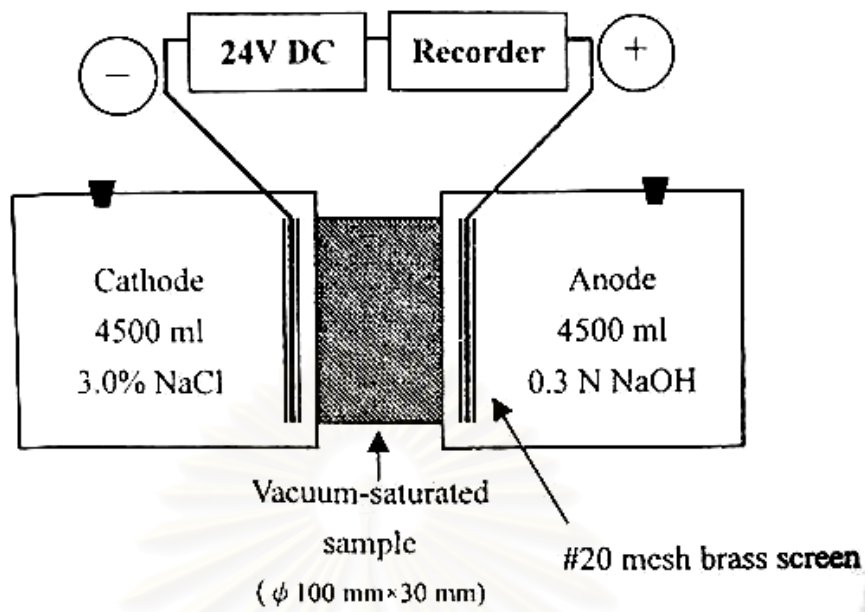 −
24V DC
Recorder
+
Cathode
4500 ml
3.0% NaCl
Anode
4500 ml
0.3 N NaOH
Vacuum-saturated
sample
( ϕ 100 mm×30 mm)
#20 mesh brass screen